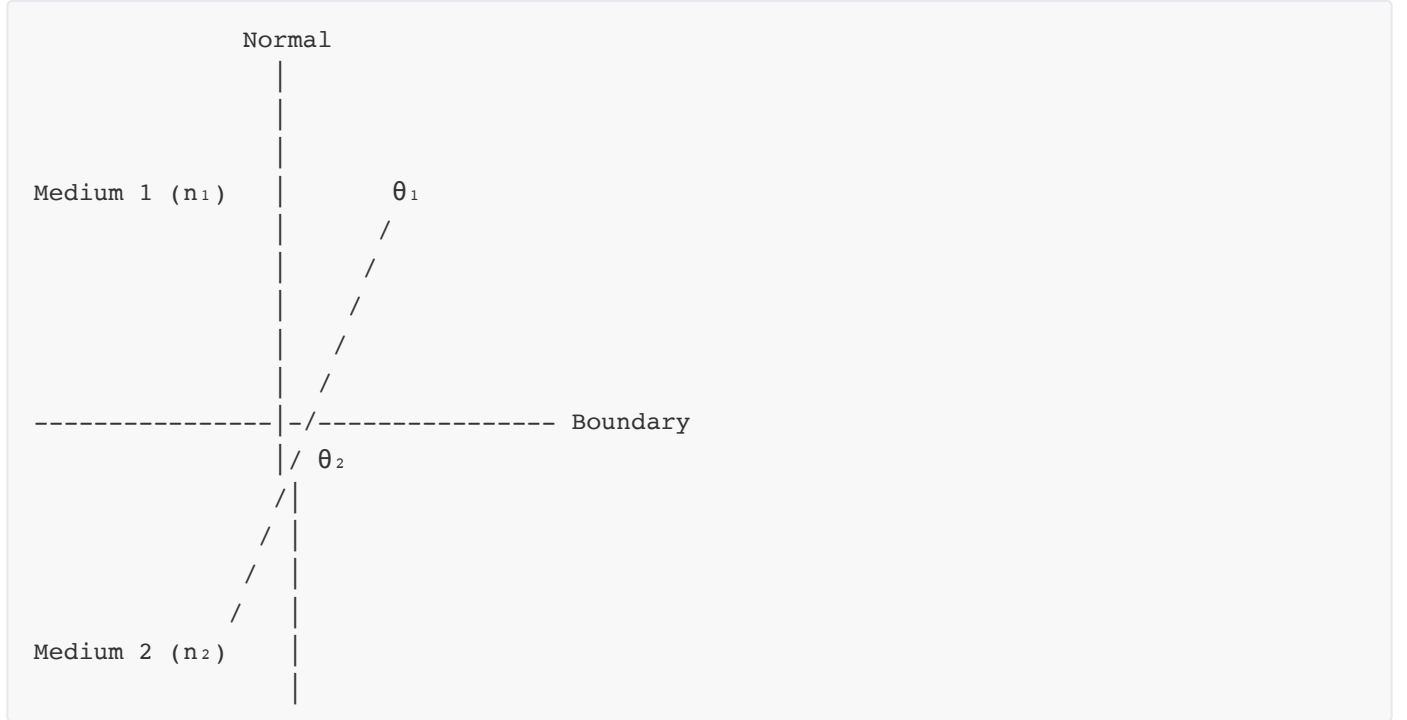 Normal
Medium 1 (n₁) θ₁
Boundary
θ₂
Medium 2 (n₂)